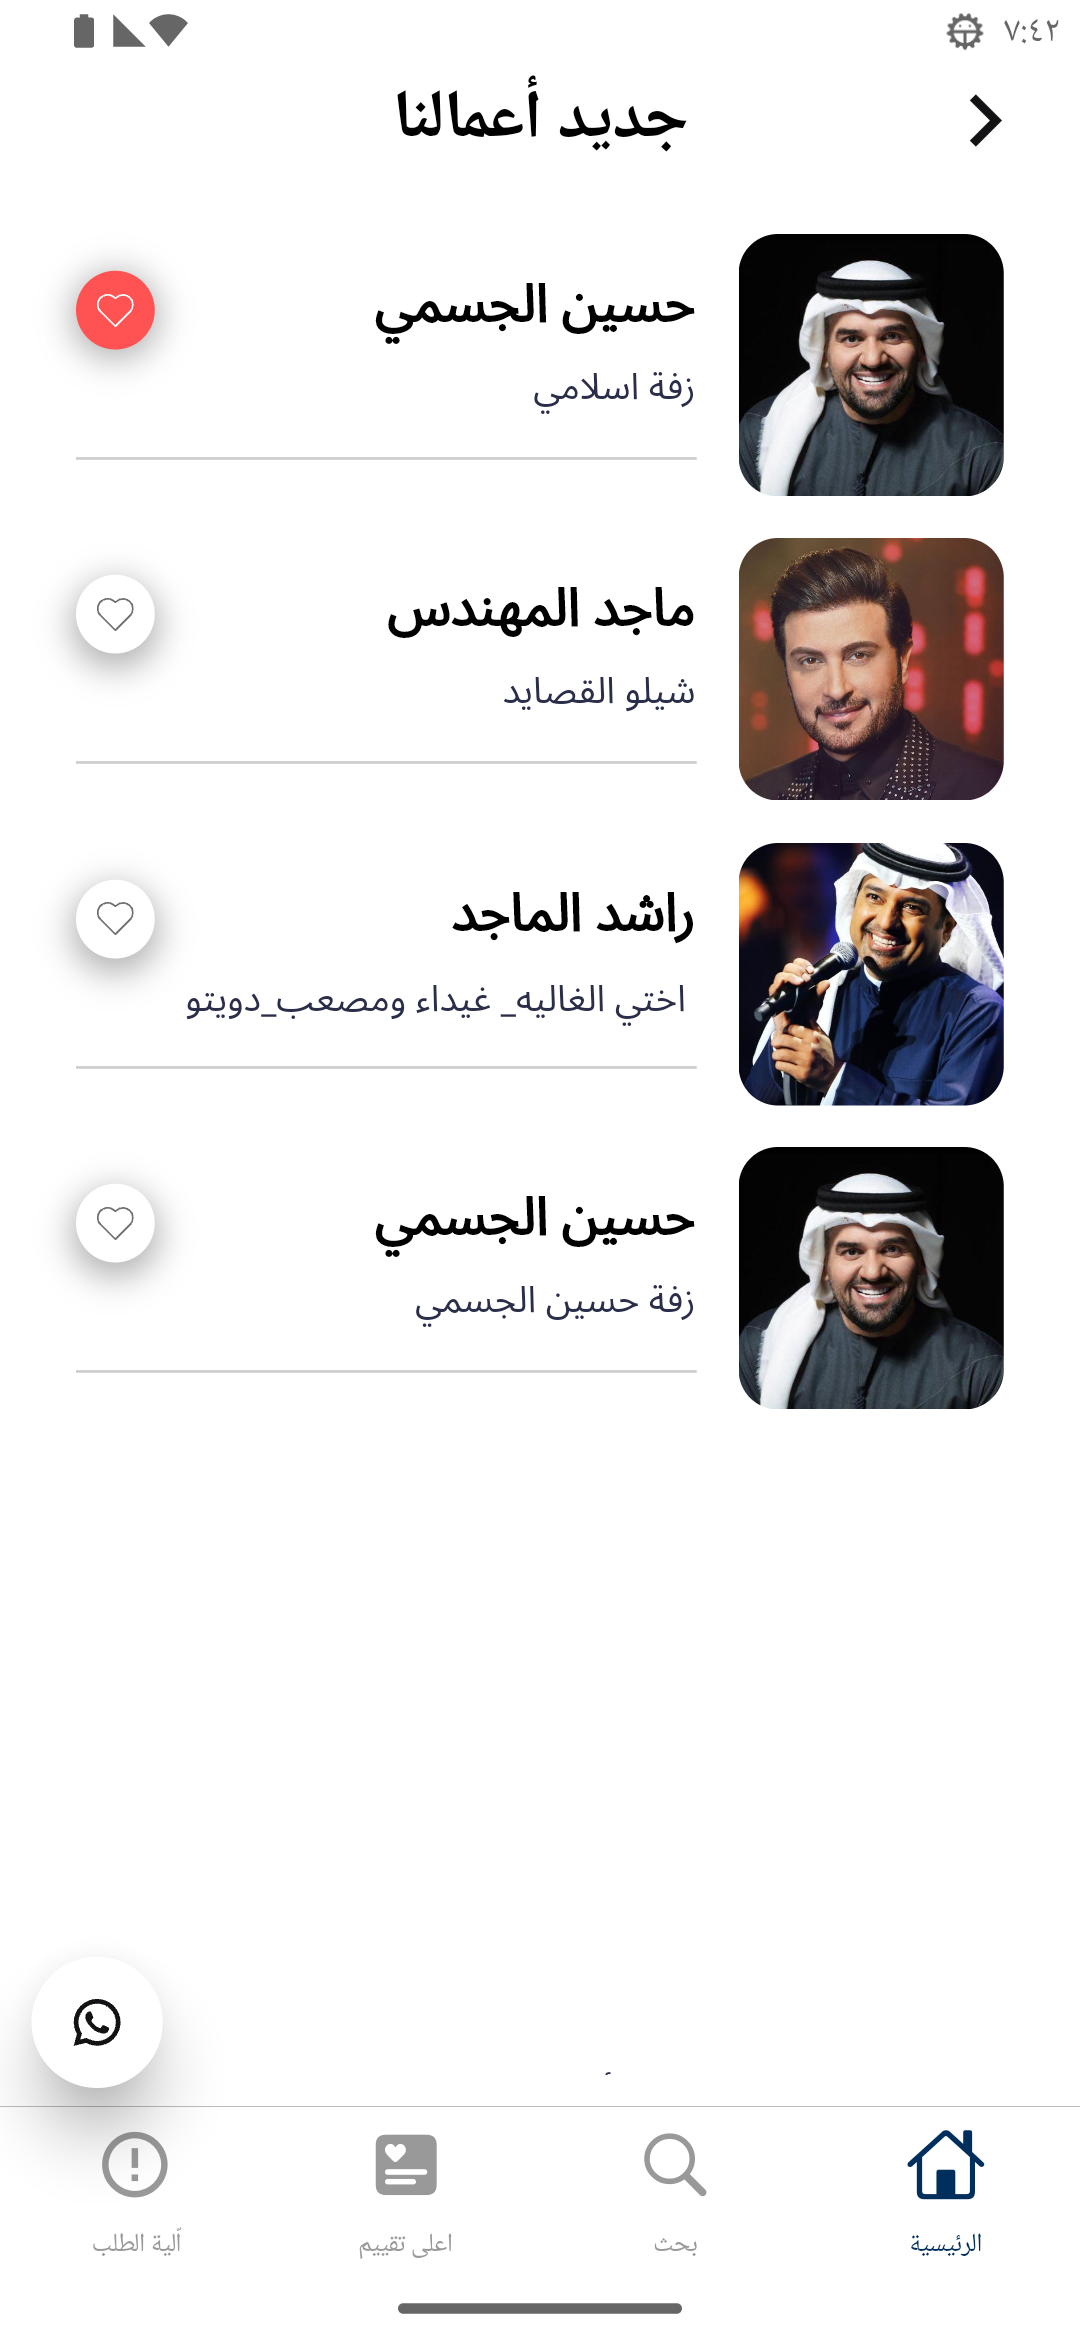 ٧:٤٢
جديد أعمالنا
حسين الجسمي
زفة اسلامي
ماجد المهندس
شيلو القصايد
راشد الماجد
اختي الغاليه_ غيداء ومصعب_دويتو
حسين الجسمي
زفة حسين الجسمي
الرئيسية
بحث
اعلى تقييم
آلية الطلب